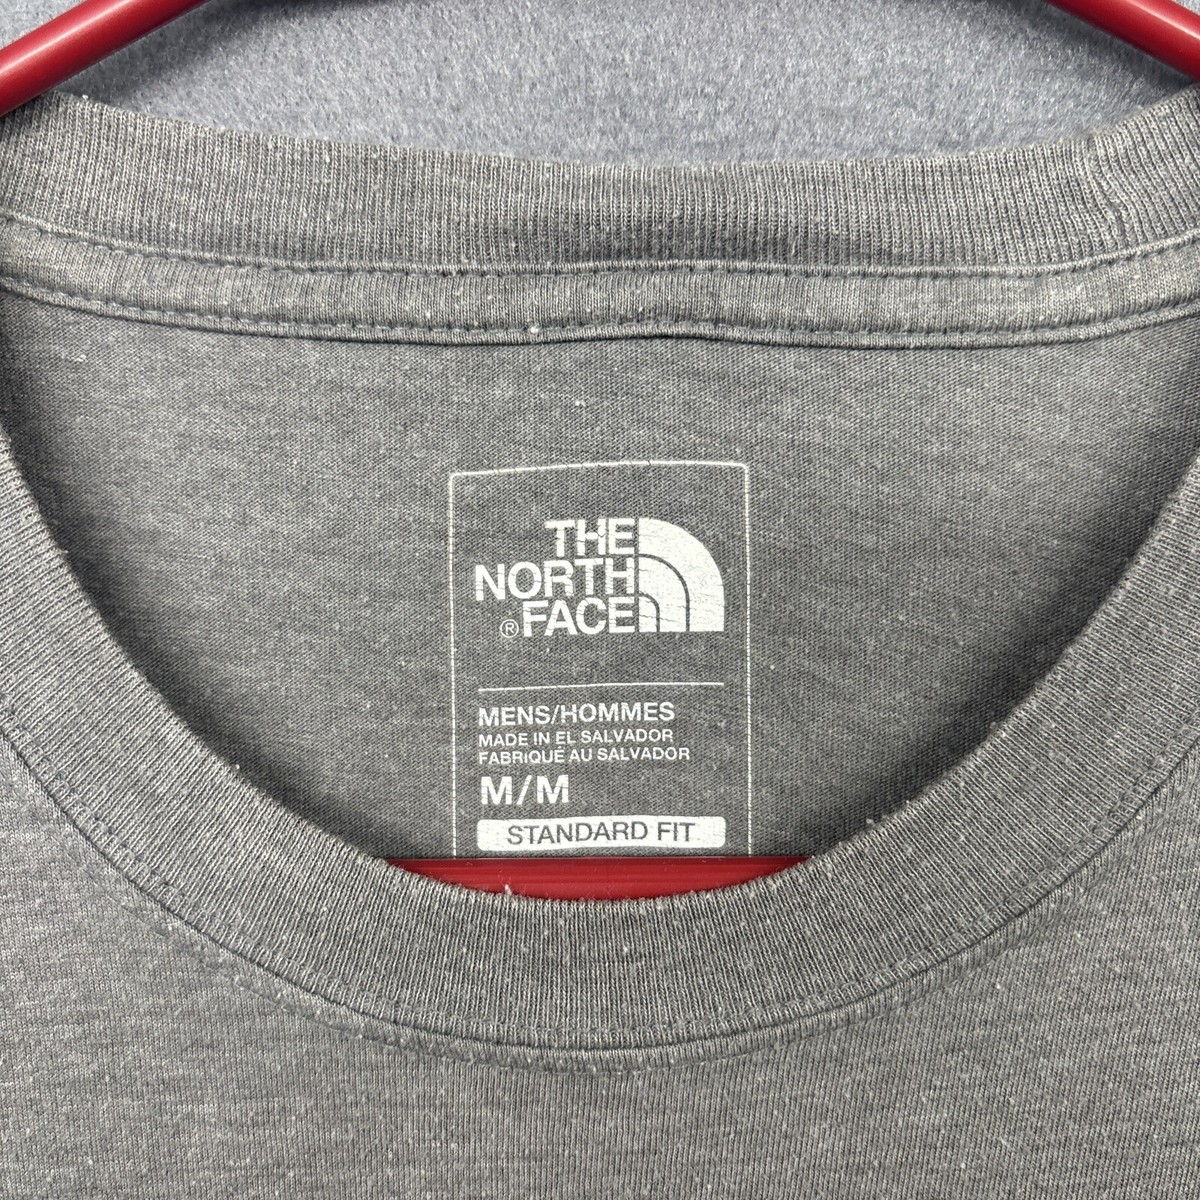 THE
NORTH
®FACE
MENS/HOMMES
MADE IN EL SALVADOR
FABRIQUÉ AU SALVADOR
M/M
STANDARD FIT